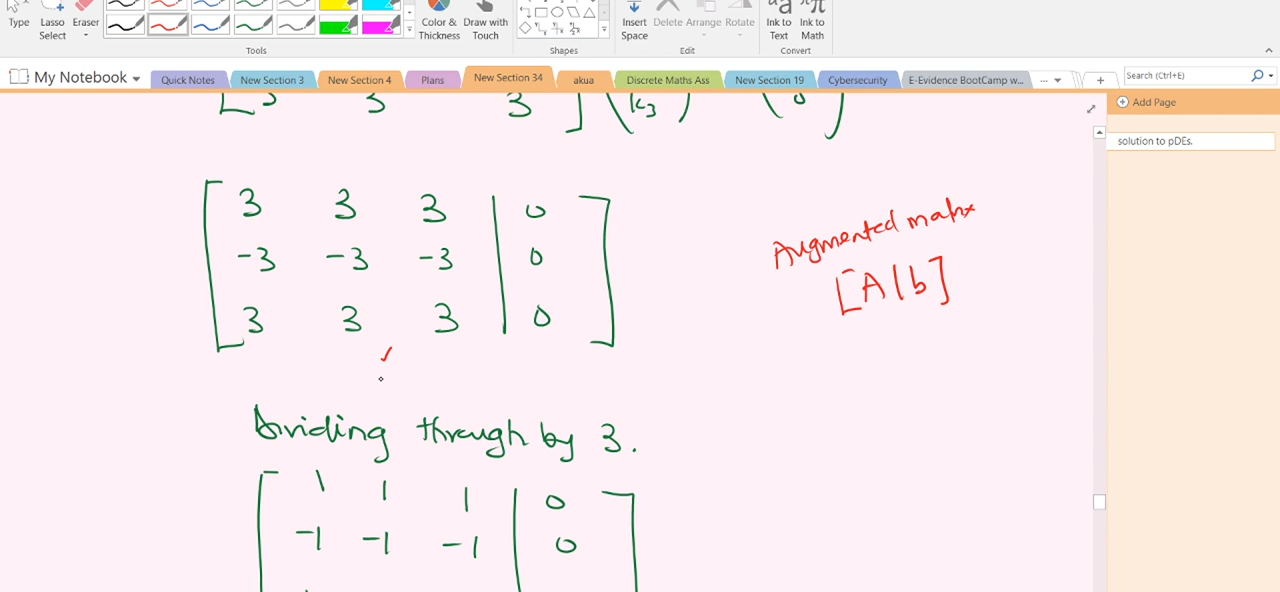 Type
Lasso Select
Eraser
Color & Thickness
Draw with Touch
Insert Space
Delete
Arrange
Rotate
Ink to Text
Ink to Math
Tools
Shapes
Edit
Convert
My Notebook
Quick Notes
New Section 3
New Section 4
Plans
New Section 34
akua
Discrete Maths Ass
New Section 19
Cybersecurity
E-Evidence BootCamp w...
...
+
Search (Ctrl+E)
Add Page
solution to pDEs.
3 3 3 | 0
-3 -3 -3 | 0
3 3 3 | 0
Augmented
[A|b]
Dividing through by 3.
1 1 1 | 0
-1 -1 -1 | 0